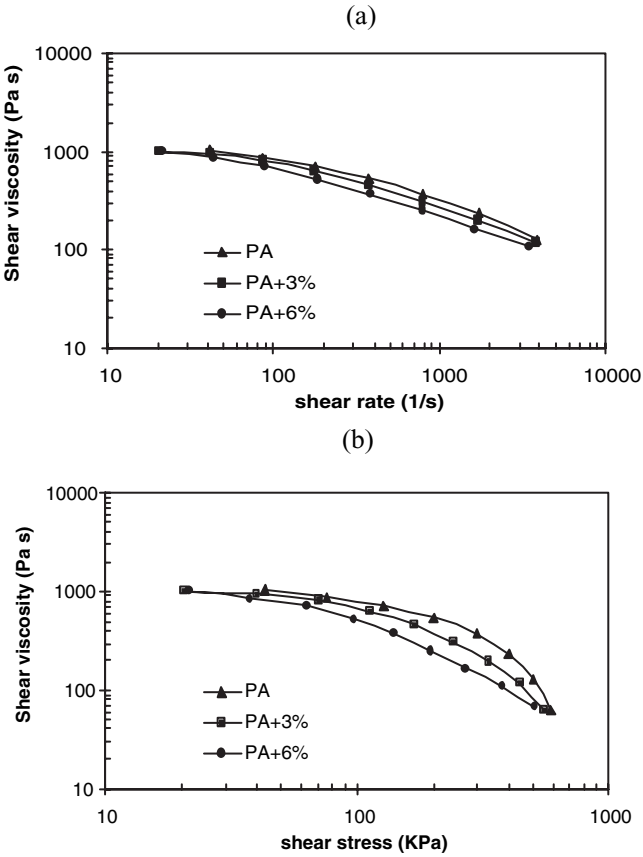 (a)
Shear viscosity (Pa s)
10000
1000
100
10
PA
PA+3%
PA+6%
10 100 1000 10000
shear rate (1/s)
(b)
Shear viscosity (Pa s)
10000
1000
100
10
PA
PA+3%
PA+6%
10 100 1000
shear stress (KPa)